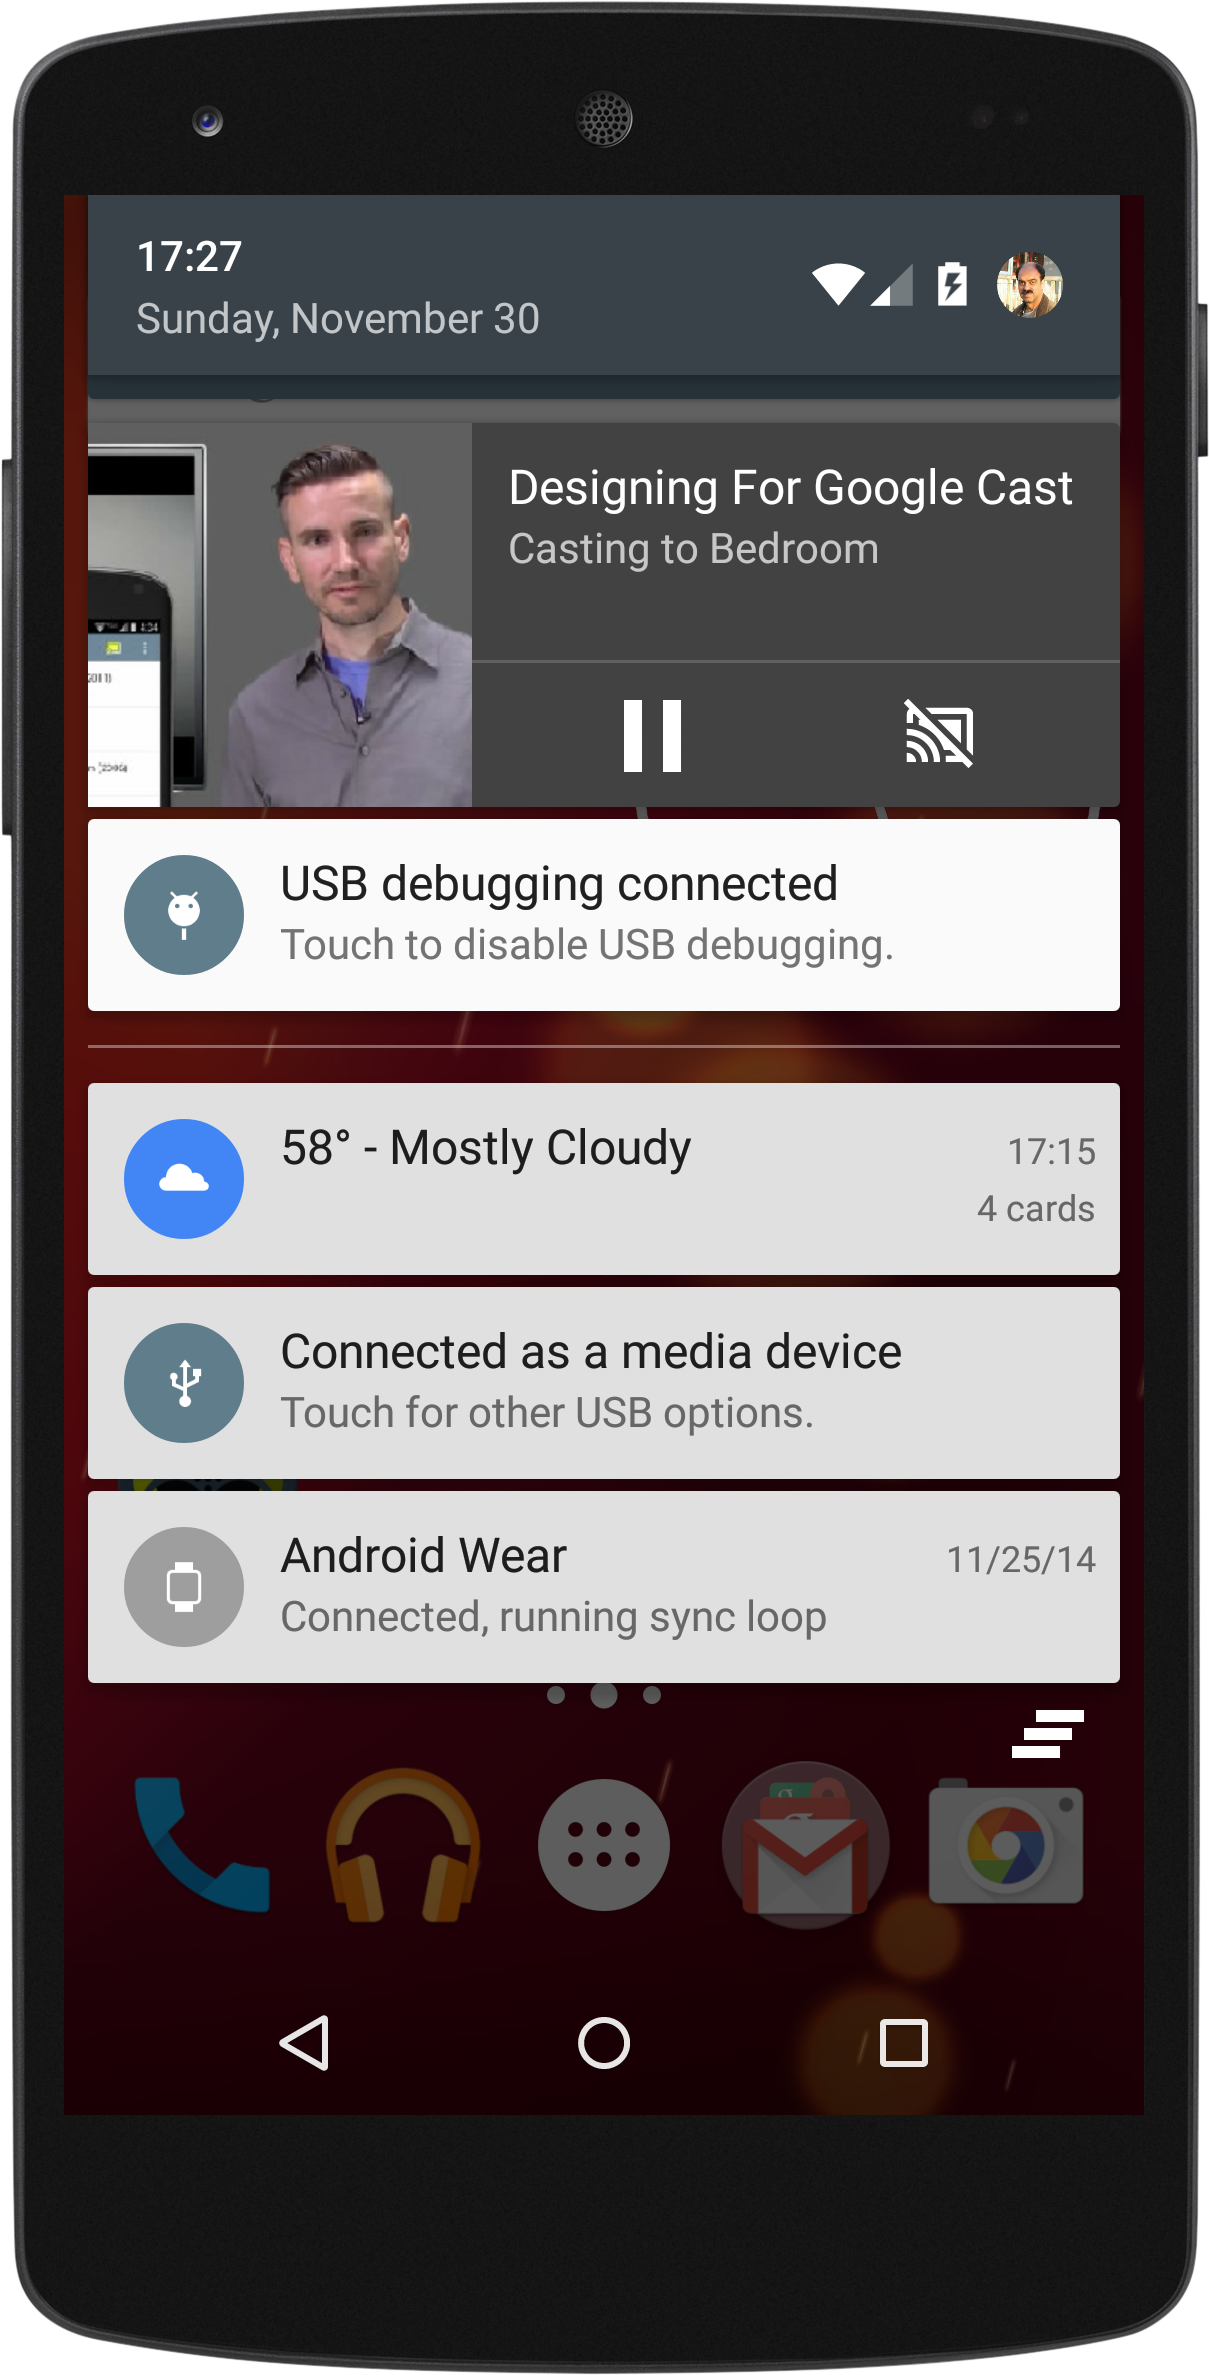 17:27
Sunday, November 30
Designing For Google Cast
Casting to Bedroom
4:34
USB debugging connected
Touch to disable USB debugging.
58° - Mostly Cloudy
17:15
4 cards
Connected as a media device
Touch for other USB options.
Android Wear
11/25/14
Connected, running sync loop